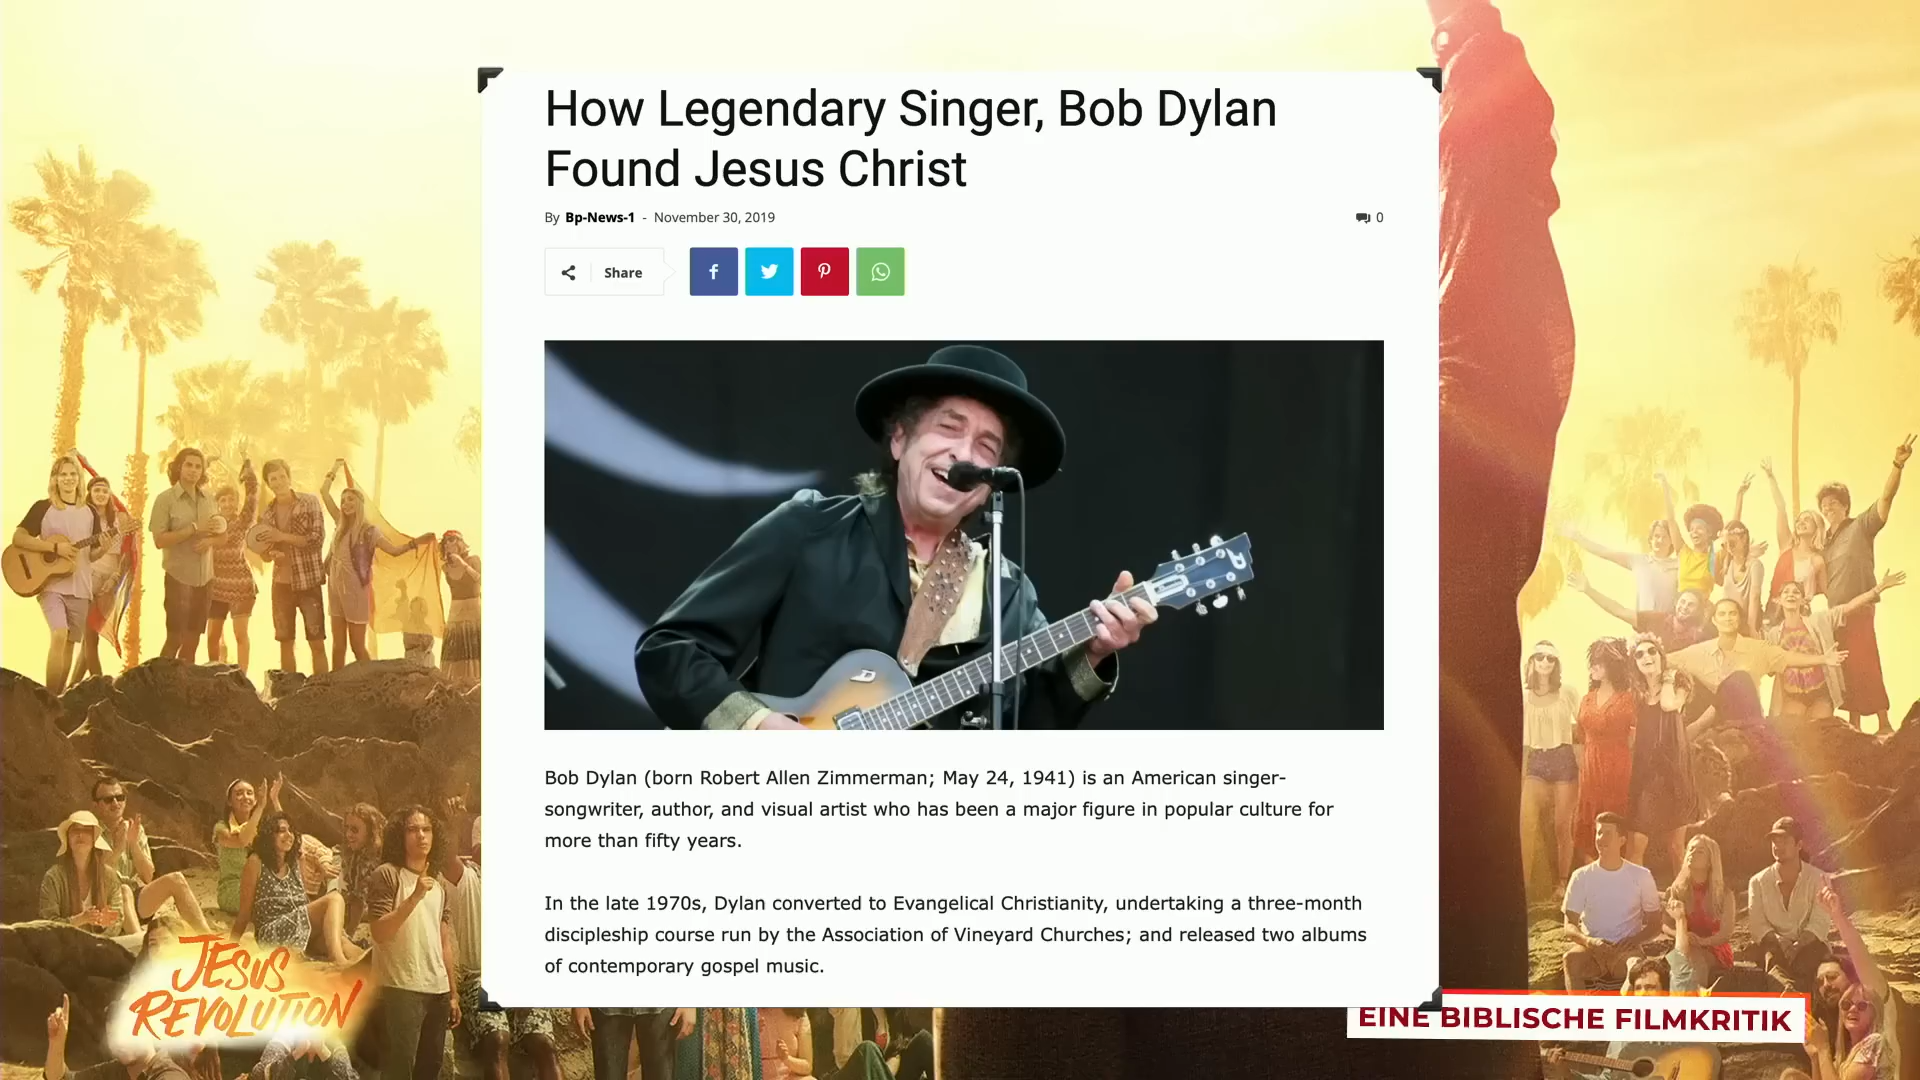 How Legendary Singer, Bob Dylan
Found Jesus Christ
By Bp-News-1 - November 30, 2019
0
Share
Bob Dylan (born Robert Allen Zimmerman; May 24, 1941) is an American singer-
songwriter, author, and visual artist who has been a major figure in popular culture for
more than fifty years.
In the late 1970s, Dylan converted to Evangelical Christianity, undertaking a three-month
discipleship course run by the Association of Vineyard Churches; and released two albums
of contemporary gospel music.
JESUS
REVOLUTION
EINE BIBLISCHE FILMKRITIK